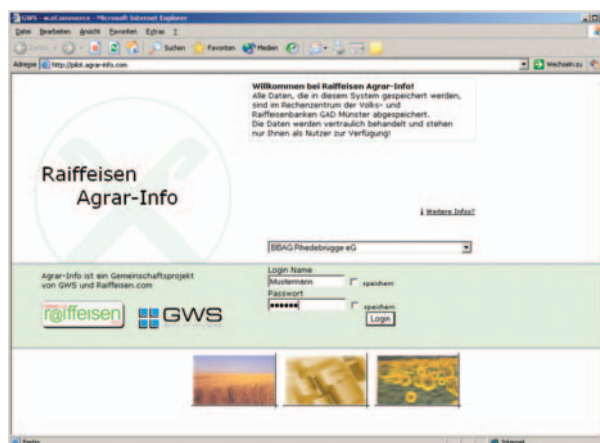 GWS - w.eCommerce - Microsoft Internet Explorer
Datei Bearbeiten Ansicht Favoriten Extras ?
Zurück Suchen Favoriten Medien
Adresse http://pilot.agrar-info.com Wechseln zu
Willkommen bei Raiffeisen Agrar-Info!
Alle Daten, die in diesem System gespeichert werden,
sind im Rechenzentrum der Volks- und
Raiffeisenbanken GAD Münster abgespeichert.
Die Daten werden vertraulich behandelt und stehen
nur Ihnen als Nutzer zur Verfügung!
Raiffeisen
Agrar-Info
i Weitere Infos?
BBAG Rhedebrügge eG
Agrar-Info ist ein Gemeinschaftsprojekt
von GWS und Raiffeisen.com
r@iffeisen
GWS
Login Name
Mustermann speichern
Passwort
●●●●●● speichern
Login
Fertig Internet